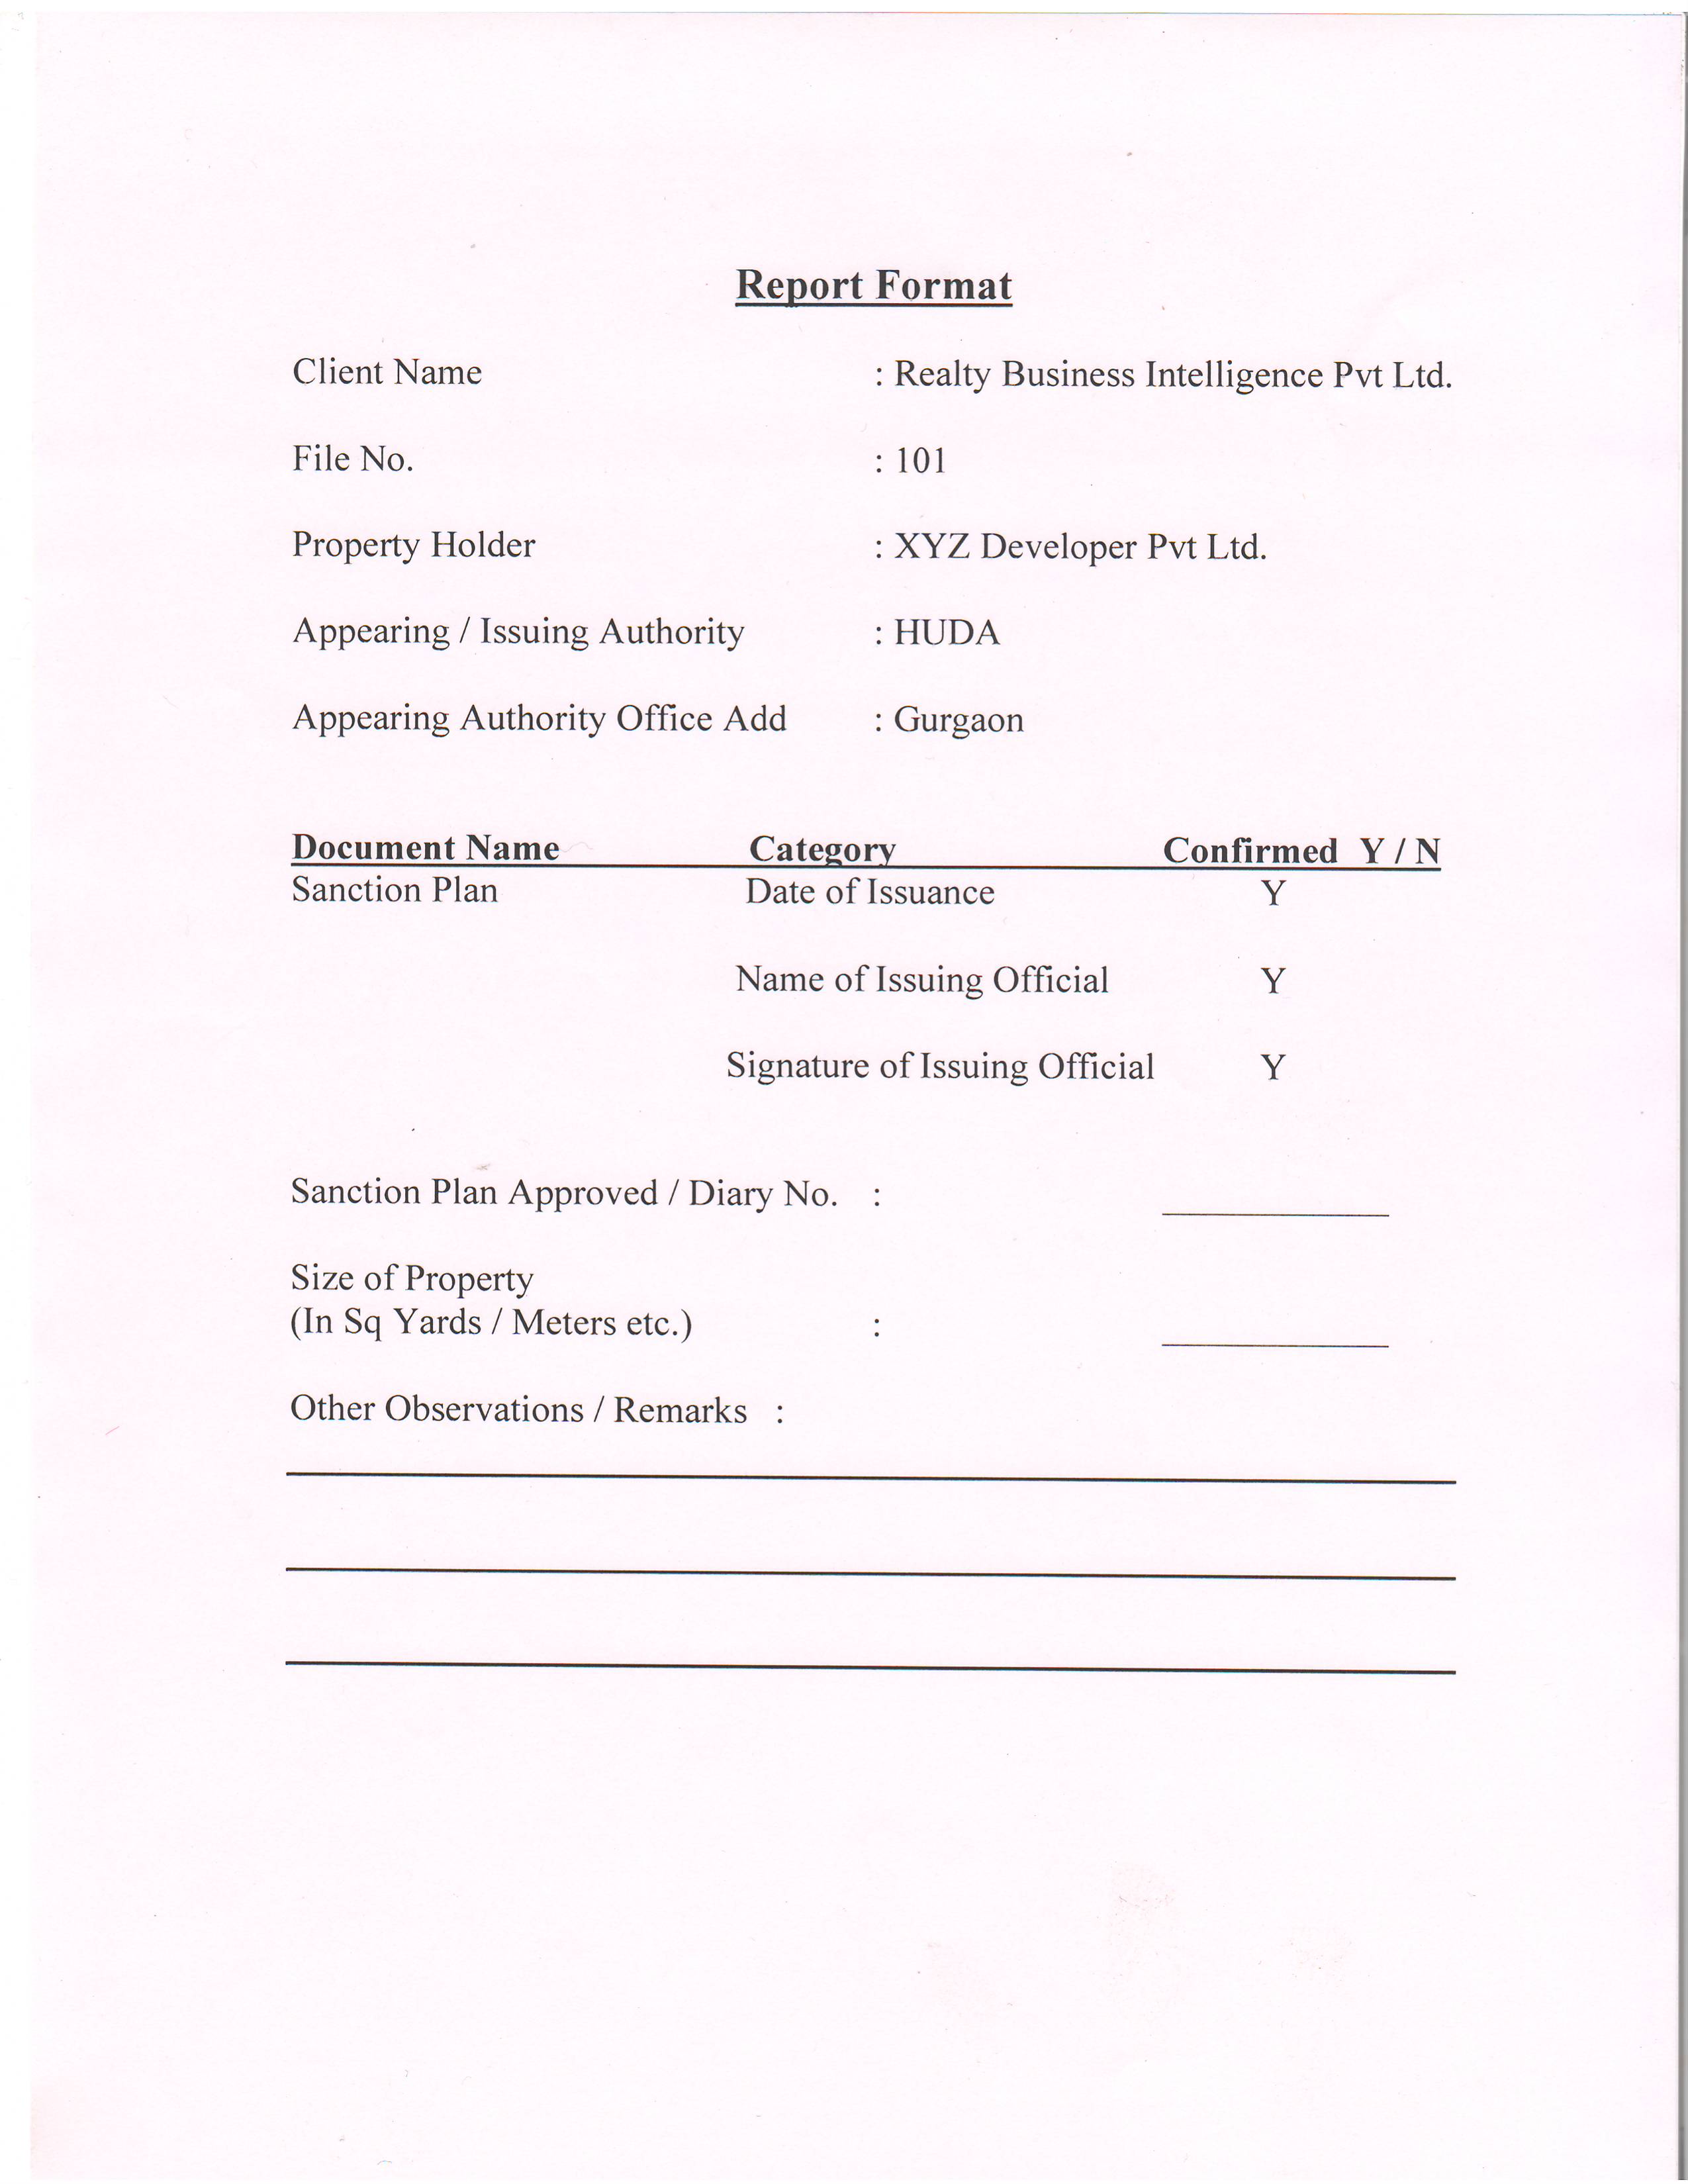 Report Format
Client Name : Realty Business Intelligence Pvt Ltd.
File No. : 101
Property Holder : XYZ Developer Pvt Ltd.
Appearing / Issuing Authority : HUDA
Appearing Authority Office Add : Gurgaon
Document Name Category Confirmed Y / N
Sanction Plan Date of Issuance Y
Name of Issuing Official Y
Signature of Issuing Official Y
Sanction Plan Approved / Diary No. :
Size of Property
(In Sq Yards / Meters etc.) :
Other Observations / Remarks :